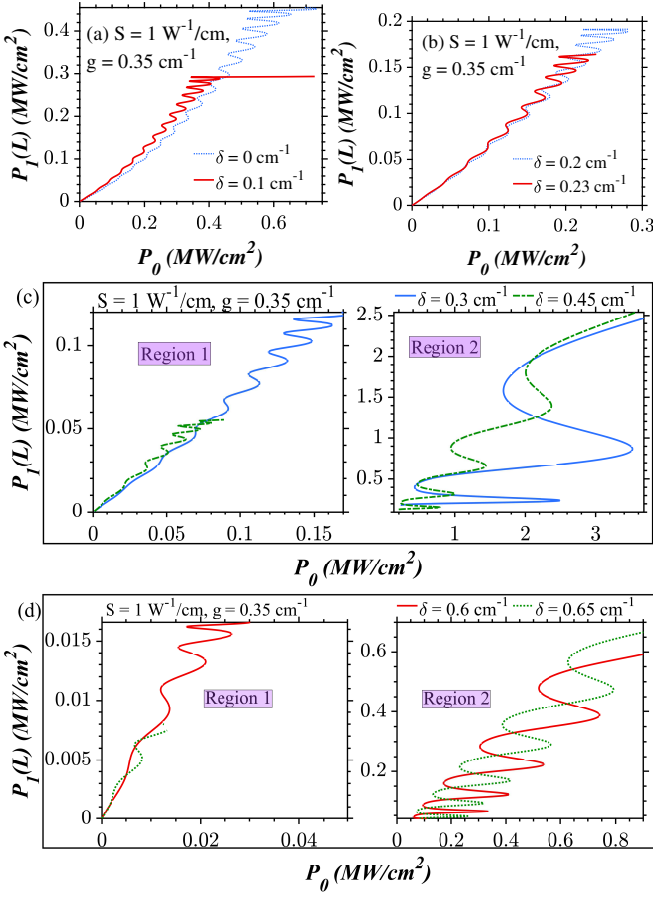 (a) S = 1 W⁻¹/cm,
g = 0.35 cm⁻¹
0.4
0.3
0.2
0.1
0
P₁(L) (MW/cm²)
δ = 0 cm⁻¹
δ = 0.1 cm⁻¹
0 0.2 0.4 0.6
P₀ (MW/cm²)
(b) S = 1 W⁻¹/cm,
g = 0.35 cm⁻¹
0.20
0.15
0.10
0.05
0
P₁(L) (MW/cm²)
δ = 0.2 cm⁻¹
δ = 0.23 cm⁻¹
0 0.1 0.2 0.3
P₀ (MW/cm²)
(c) S = 1 W⁻¹/cm, g = 0.35 cm⁻¹
Region 1
0.1
0.05
0
P₁(L) (MW/cm²)
0 0.05 0.1 0.15
δ = 0.3 cm⁻¹ δ = 0.45 cm⁻¹
Region 2
2.5
2
1.5
1
0.5
1 2 3
P₀ (MW/cm²)
(d) S = 1 W⁻¹/cm, g = 0.35 cm⁻¹
Region 1
0.015
0.01
0.005
0
P₁(L) (MW/cm²)
0 0.02 0.04
δ = 0.6 cm⁻¹ δ = 0.65 cm⁻¹
Region 2
0.6
0.4
0.2
0 0.2 0.4 0.6 0.8
P₀ (MW/cm²)